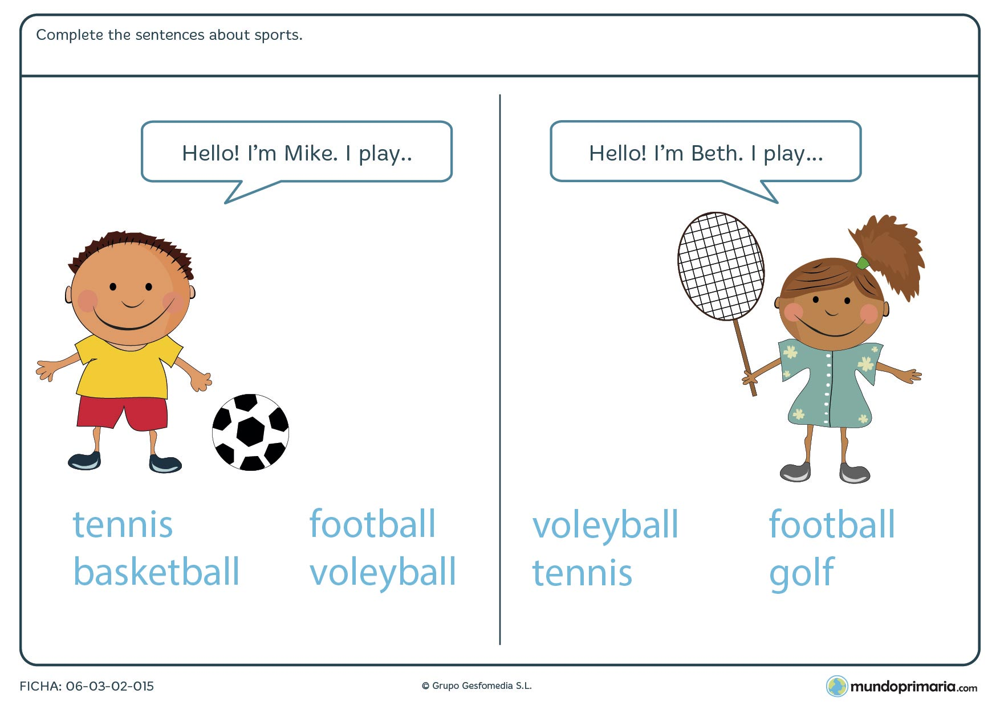 Complete the sentences about sports.
Hello! I'm Mike. I play..
Hello! I'm Beth. I play...
tennis
football
basketball
voleyball
voleyball
football
tennis
golf
FICHA: 06-03-02-015
© Grupo Gesfomedia S.L.
mundoprimaria.com